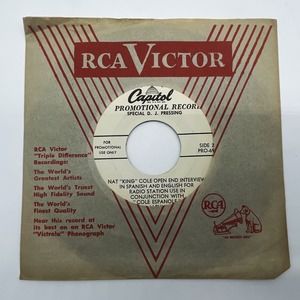 RCA VICTOR
Capitol
PROMOTIONAL RECORD
SPECIAL D. J. PRESSING
FOR
PROMOTIONAL
USE ONLY
SIDE 2
NAT "KING" COLE OPEN END INTERVIEW
IN SPANISH AND ENGLISH FOR
RADIO STATION USE IN
CONJUNCTION WITH
COLE ESPANOL
RCA Victor
"Triple Difference"
Recordings:
The World's
Greatest Artists
The World's Truest
High Fidelity Sound
The World's
Finest Quality
Hear this record at
its best on an RCA Victor
"Victrola" Phonograph
RCA